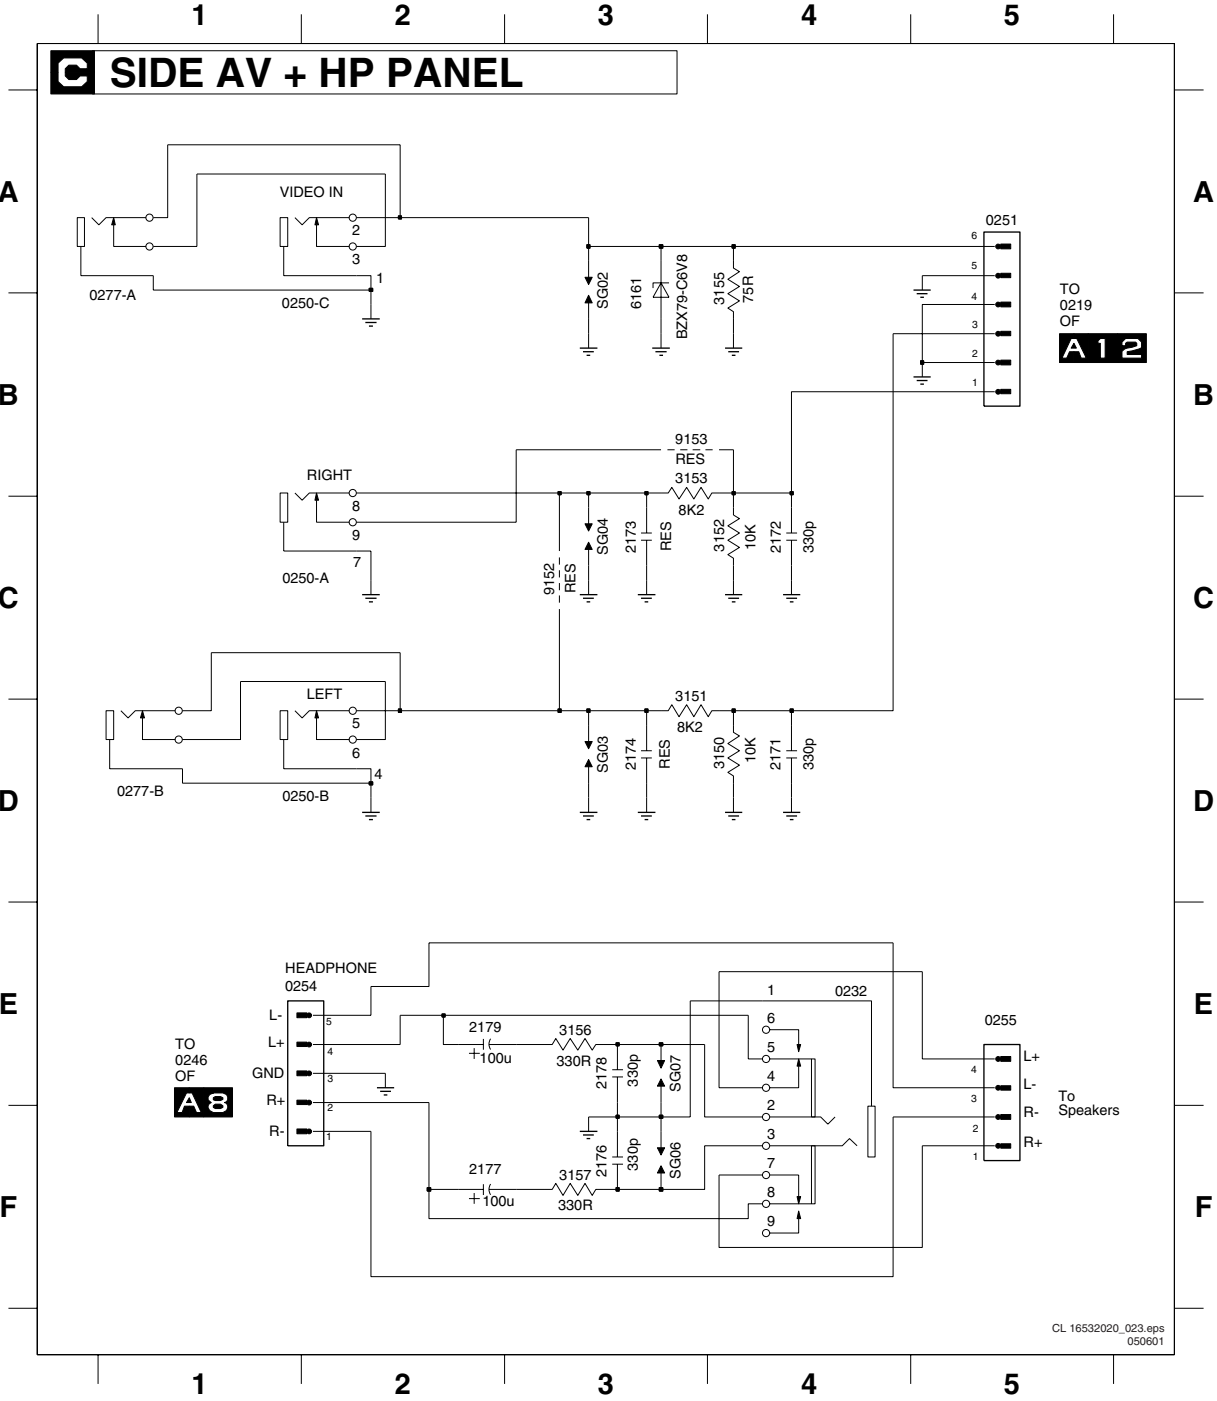 1 2 3 4 5
C SIDE AV + HP PANEL
A A
VIDEO IN
2
3
1
0277-A 0250-C
SG02
6161
BZX79-C6V8
3155
75R
0251
6
5
4
3
2
1
TO
0219
OF
A12
B B
9153
RES
3153
8K2
RIGHT
8
9
7
0250-A
9152
RES
SG04
2173
RES
3152
10K
2172
330p
C C
LEFT
5
6
4
0277-B 0250-B
3151
8K2
SG03
2174
RES
3150
10K
2171
330p
D D
HEADPHONE
0254
L- 5
L+ 4
GND 3
R+ 2
R- 1
TO
0246
OF
A8
E E
2179
+100u
3156
330R
2178
330p
SG07
2176
330p
SG06
2177
+100u
3157
330R
1 0232
6
5
4
2
3
7
8
9
0255
L+
4
L-
3
R-
2
R+
1
To
Speakers
F F
CL 16532020_023.eps
050601
1 2 3 4 5